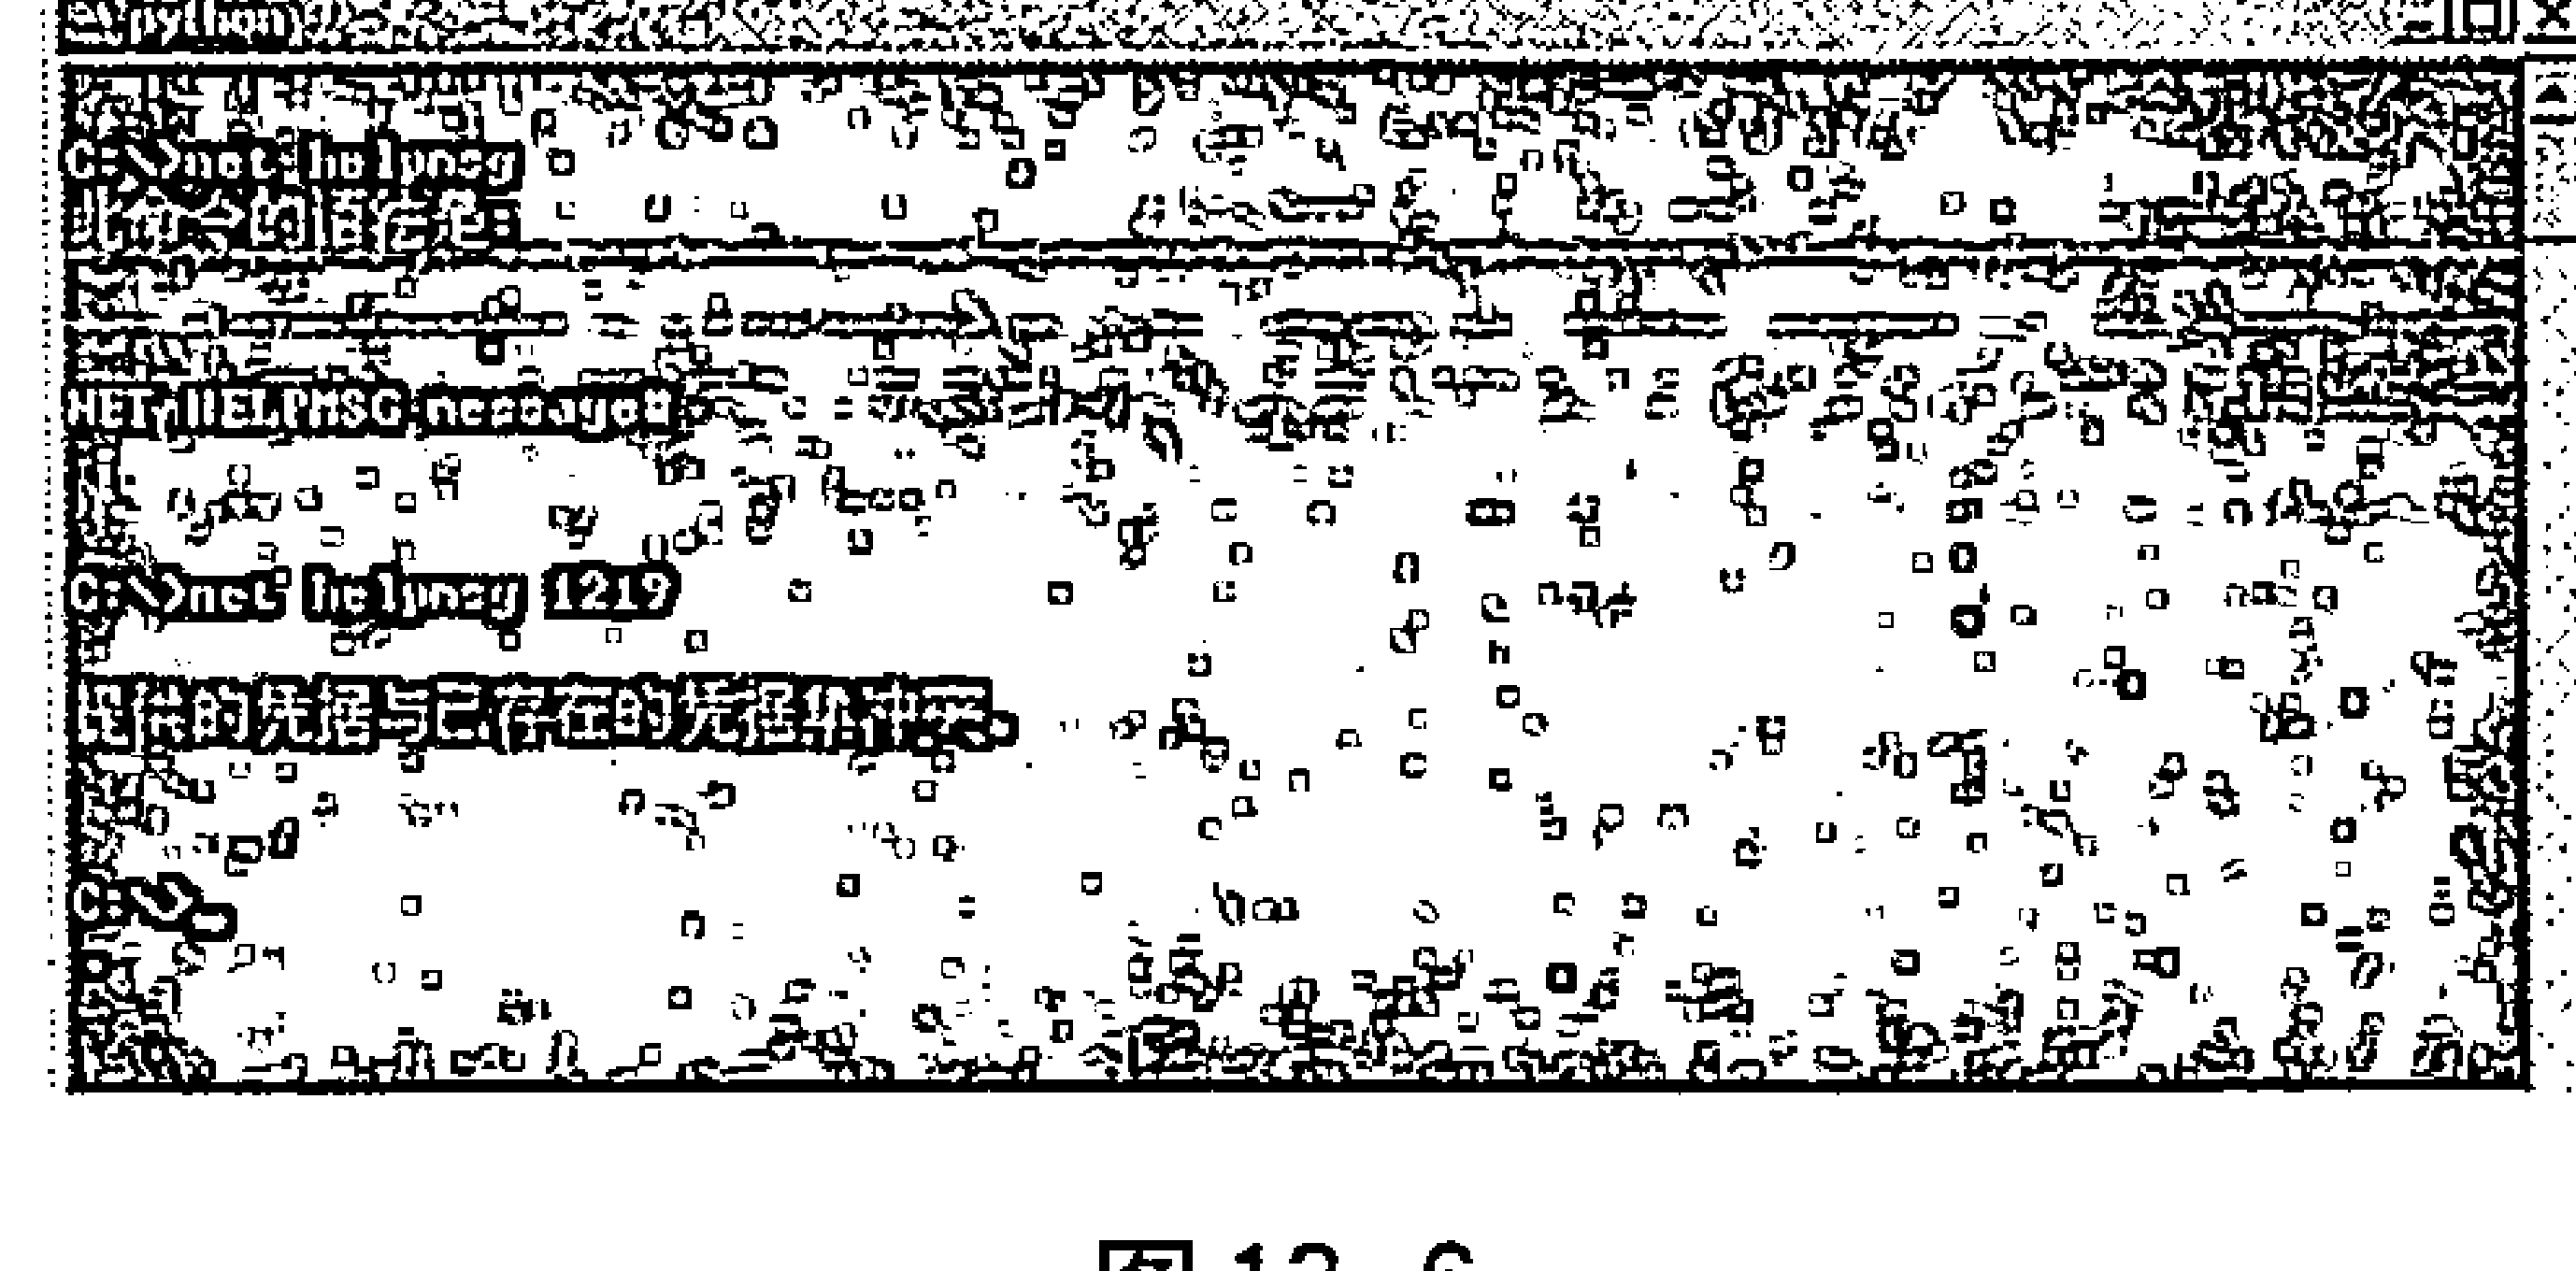 python
C:\>net helpmsg
此命令的语法是:
NET HELPMSG message#
C:\>net helpmsg 1219
提供的凭据与已存在的凭据集冲突。
C:\>
图 12-6